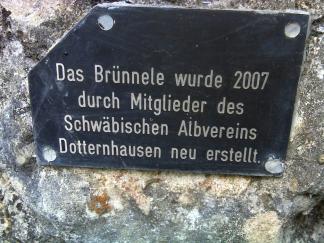 Das Brünnele wurde 2007
durch Mitglieder des
Schwäbischen Albvereins
Dotternhausen neu erstellt.